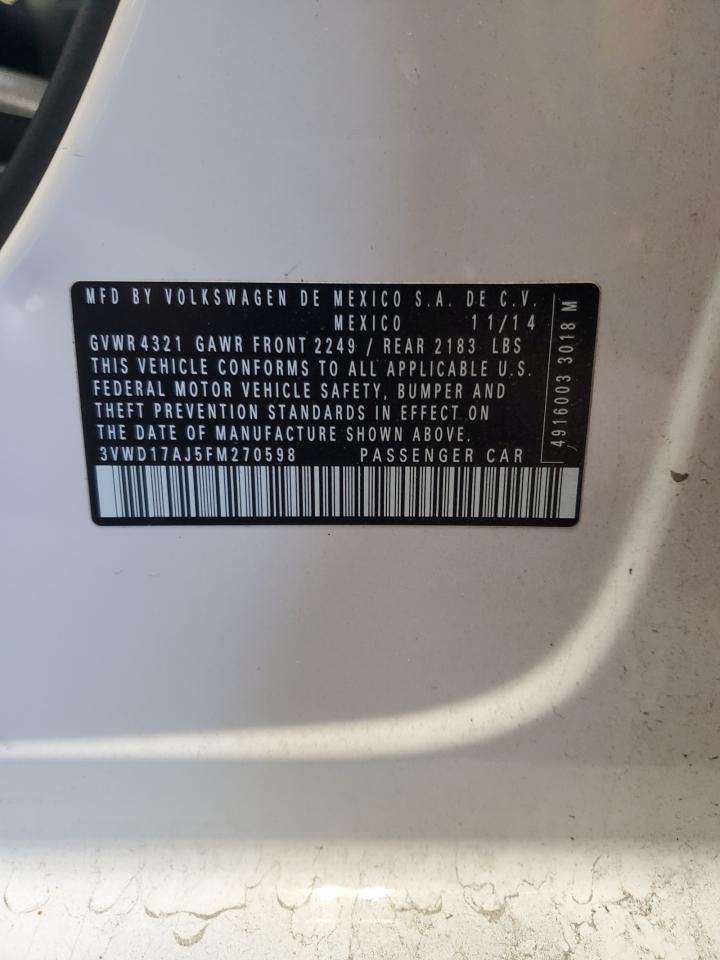 MFD BY VOLKSWAGEN DE MEXICO S.A. DE C.V.
MEXICO 11/14
GVWR 4321 GAWR FRONT 2249 / REAR 2183 LBS
THIS VEHICLE CONFORMS TO ALL APPLICABLE U.S.
FEDERAL MOTOR VEHICLE SAFETY, BUMPER AND
THEFT PREVENTION STANDARDS IN EFFECT ON
THE DATE OF MANUFACTURE SHOWN ABOVE.
3VWD17AJ5FM270598 PASSENGER CAR
4916003 3018 M